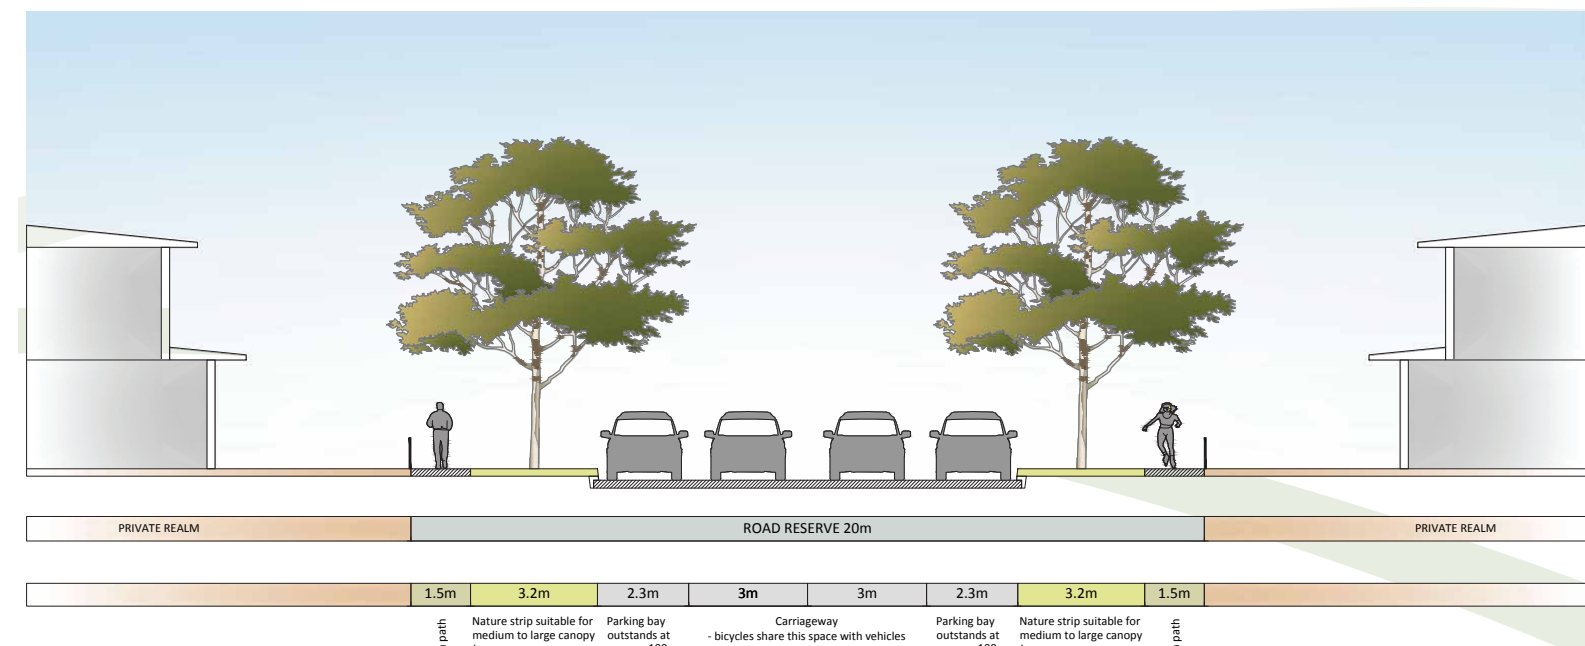 PRIVATE REALM
ROAD RESERVE 20m
PRIVATE REALM
1.5m
3.2m
2.3m
3m
3m
2.3m
3.2m
1.5m
path
Nature strip suitable for
medium to large canopy
Parking bay
outstands at
Carriageway
- bicycles share this space with vehicles
Parking bay
outstands at
Nature strip suitable for
medium to large canopy
path